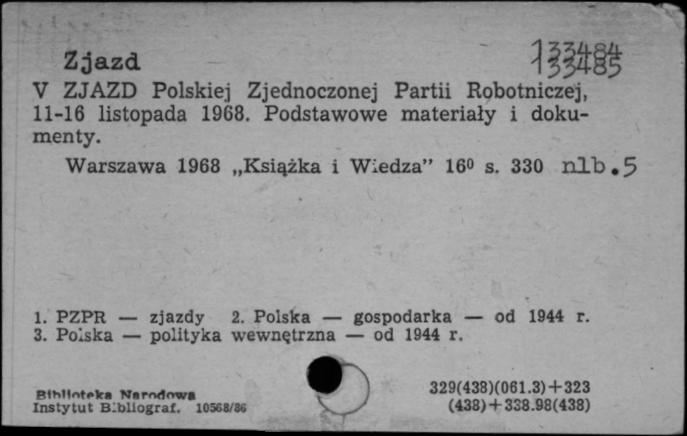 Zjazd
133484
133485
V ZJAZD Polskiej Zjednoczonej Partii Robotniczej,
11-16 listopada 1968. Podstawowe materiały i doku-
menty.
Warszawa 1968 „Książka i Wiedza” 16⁰ s. 330 nlb. 5
1. PZPR — zjazdy 2. Polska — gospodarka — od 1944 r.
3. Polska — polityka wewnętrzna — od 1944 r.
Biblioteka Narodowa
Instytut Bibliograf. 10568/86
329(438)(061.3)+323
(438)+338.98(438)